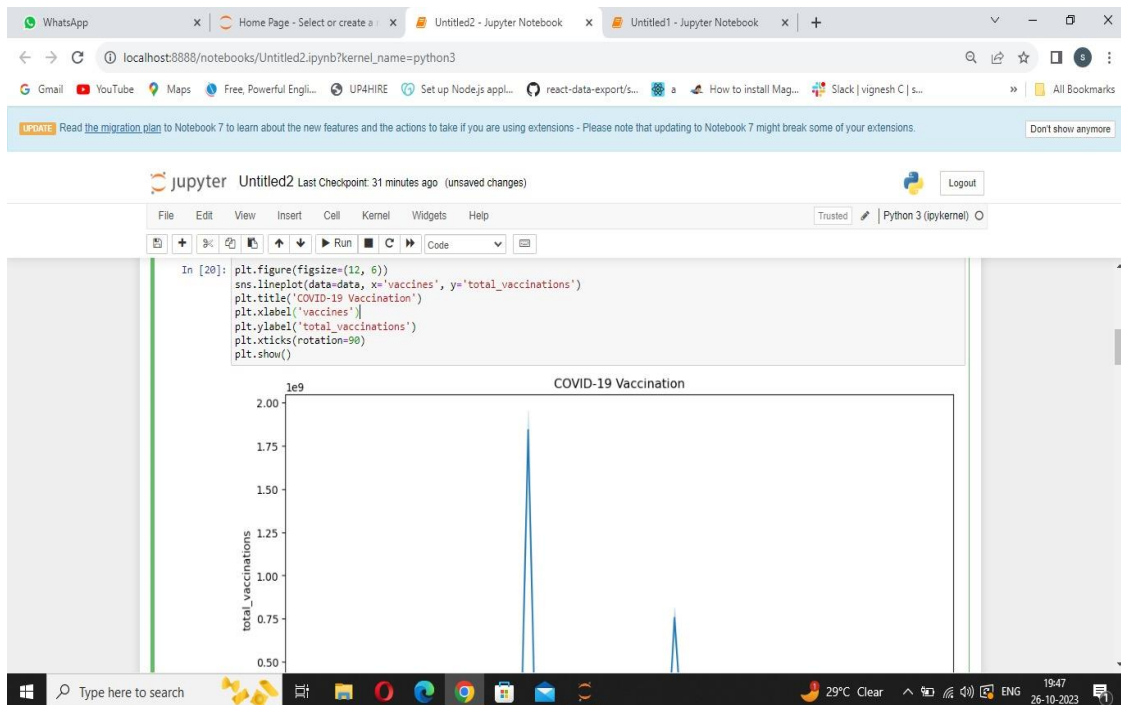 WhatsApp
Home Page - Select or create a n
Untitled2 - Jupyter Notebook
Untitled1 - Jupyter Notebook
localhost:8888/notebooks/Untitled2.ipynb?kernel_name=python3
S
Gmail
YouTube
Maps
Free, Powerful Engli...
UP4HIRE
Set up Node.js appl...
react-data-export/s...
a
How to install Mag...
Slack | vignesh C | s...
»
All Bookmarks
UPDATE Read the migration plan to Notebook 7 to learn about the new features and the actions to take if you are using extensions - Please note that updating to Notebook 7 might break some of your extensions.
Don't show anymore
jupyter Untitled2 Last Checkpoint: 31 minutes ago (unsaved changes)
Logout
File Edit View Insert Cell Kernel Widgets Help
Trusted
Python 3 (ipykernel)
Run
Code
In [20]: plt.figure(figsize=(12, 6))
sns.lineplot(data=data, x='vaccines', y='total_vaccinations')
plt.title('COVID-19 Vaccination')
plt.xlabel('vaccines')
plt.ylabel('total_vaccinations')
plt.xticks(rotation=90)
plt.show()
1e9
COVID-19 Vaccination
2.00
1.75
1.50
1.25
1.00
0.75
0.50
total_vaccinations
Type here to search
29°C Clear
ENG
19:47
26-10-2023
1